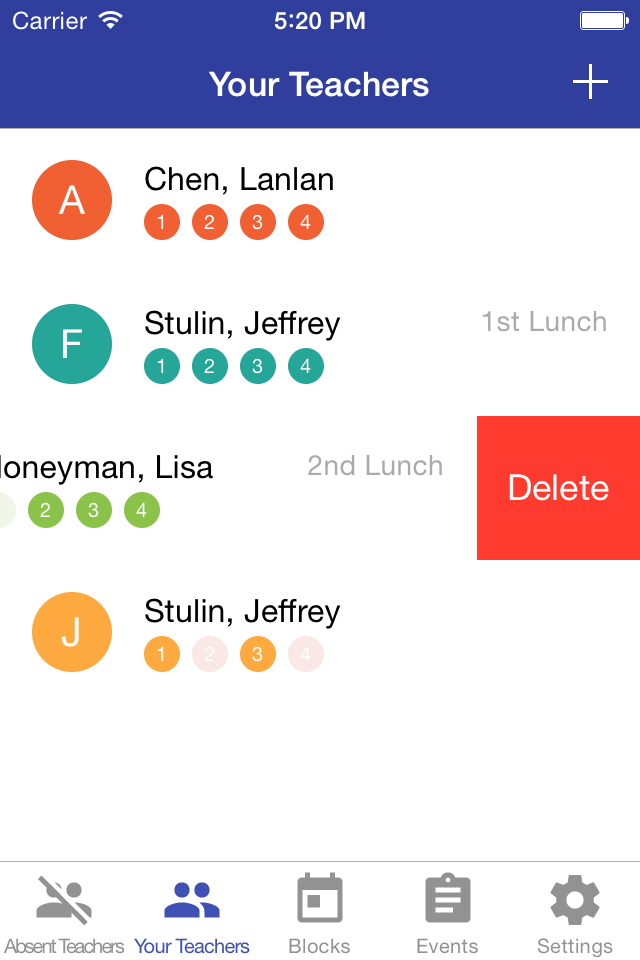 Carrier 5:20 PM
Your Teachers
A Chen, Lanlan
1 2 3 4
F Stulin, Jeffrey 1st Lunch
1 2 3 4
oneyman, Lisa 2nd Lunch Delete
2 3 4
J Stulin, Jeffrey
1 2 3 4
Absent Teachers Your Teachers Blocks Events Settings